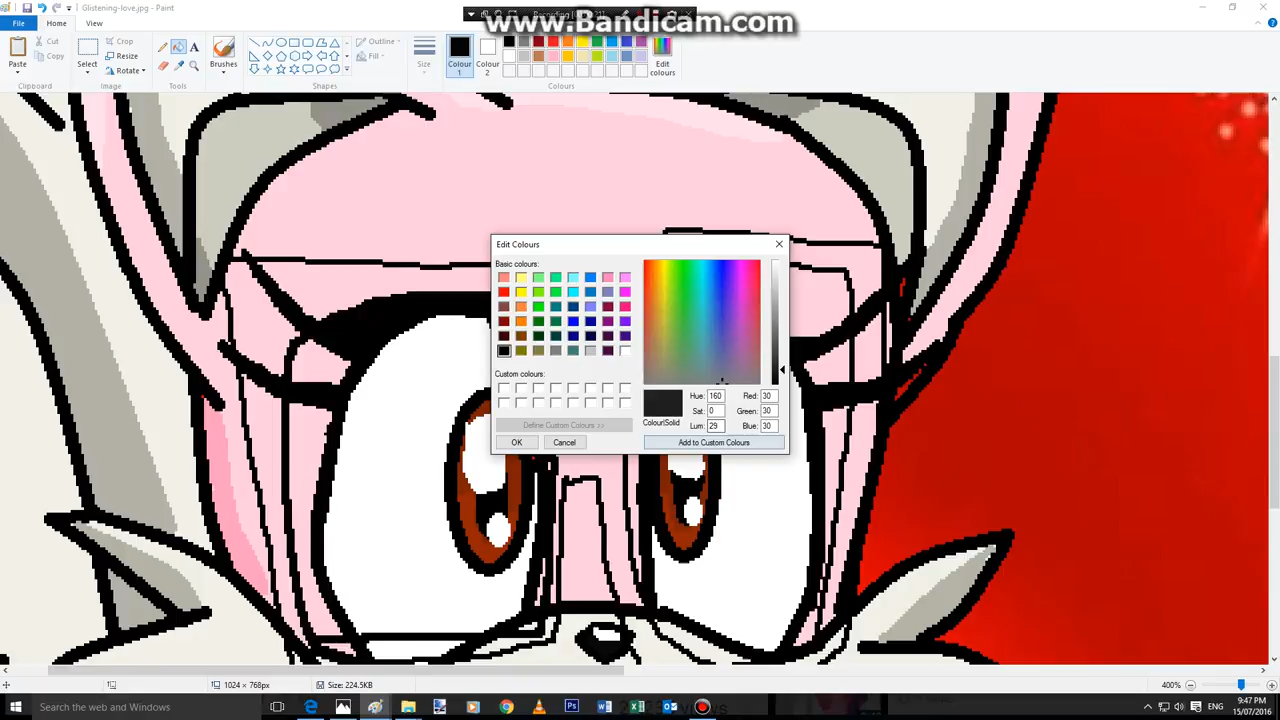 Glistening-love.jpg - Paint
www.Bandicam.com
File Home View
Paste
Cut
Copy
Clipboard
Select
Crop
Resize
Rotate
Image
Tools
Brushes
Shapes
Outline
Fill
Size
Colour 1
Colour 2
Edit colours
Colours
Edit Colours
Basic colours:
Custom colours:
Define Custom Colours >>
OK Cancel
Colour|Solid
Hue: 160 Red: 30
Sat: 0 Green: 30
Lum: 29 Blue: 30
Add to Custom Colours
1024 × 768px Size: 224.5KB 400%
Search the web and Windows
ENG
9:47 PM
15/07/2016